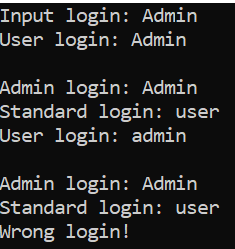 Input login: Admin
User login: Admin
Admin login: Admin
Standard login: user
User login: admin
Admin login: Admin
Standard login: user
Wrong login!